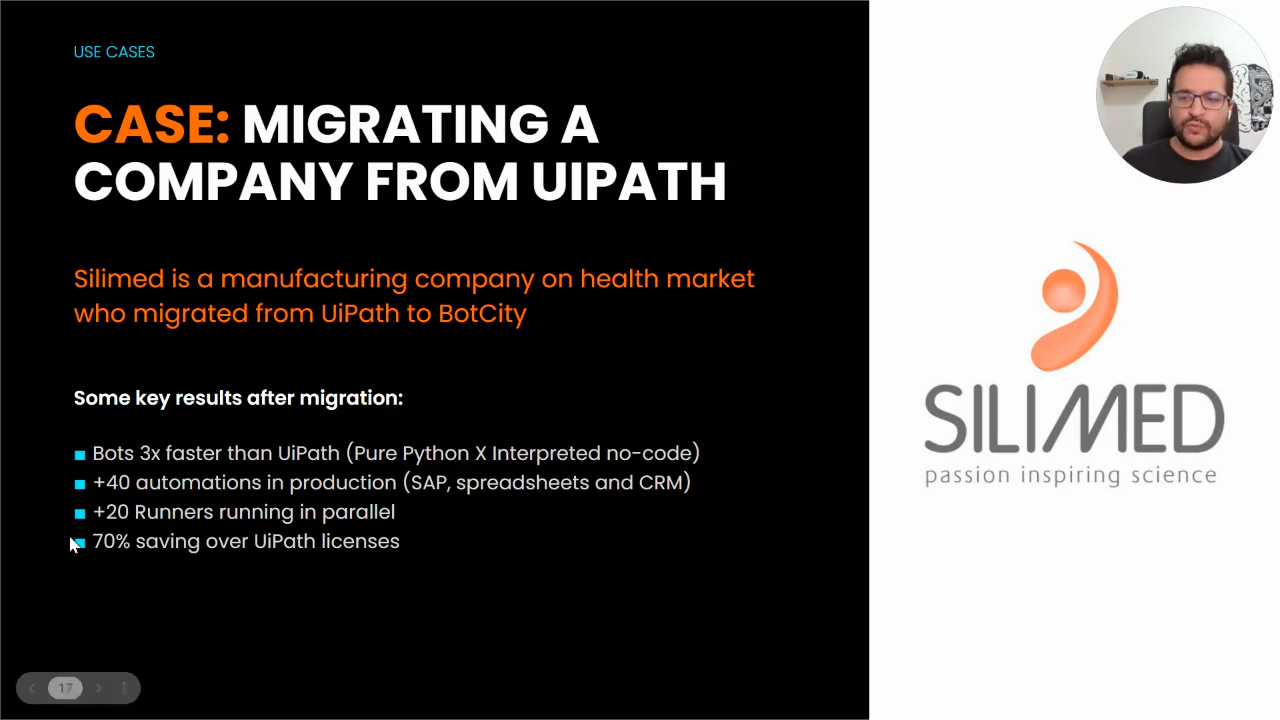 USE CASES
CASE: MIGRATING A
COMPANY FROM UIPATH
Silimed is a manufacturing company on health market
who migrated from UiPath to BotCity
Some key results after migration:
Bots 3x faster than UiPath (Pure Python X Interpreted no-code)
+40 automations in production (SAP, spreadsheets and CRM)
+20 Runners running in parallel
70% saving over UiPath licenses
17
SILIMED
passion inspiring science